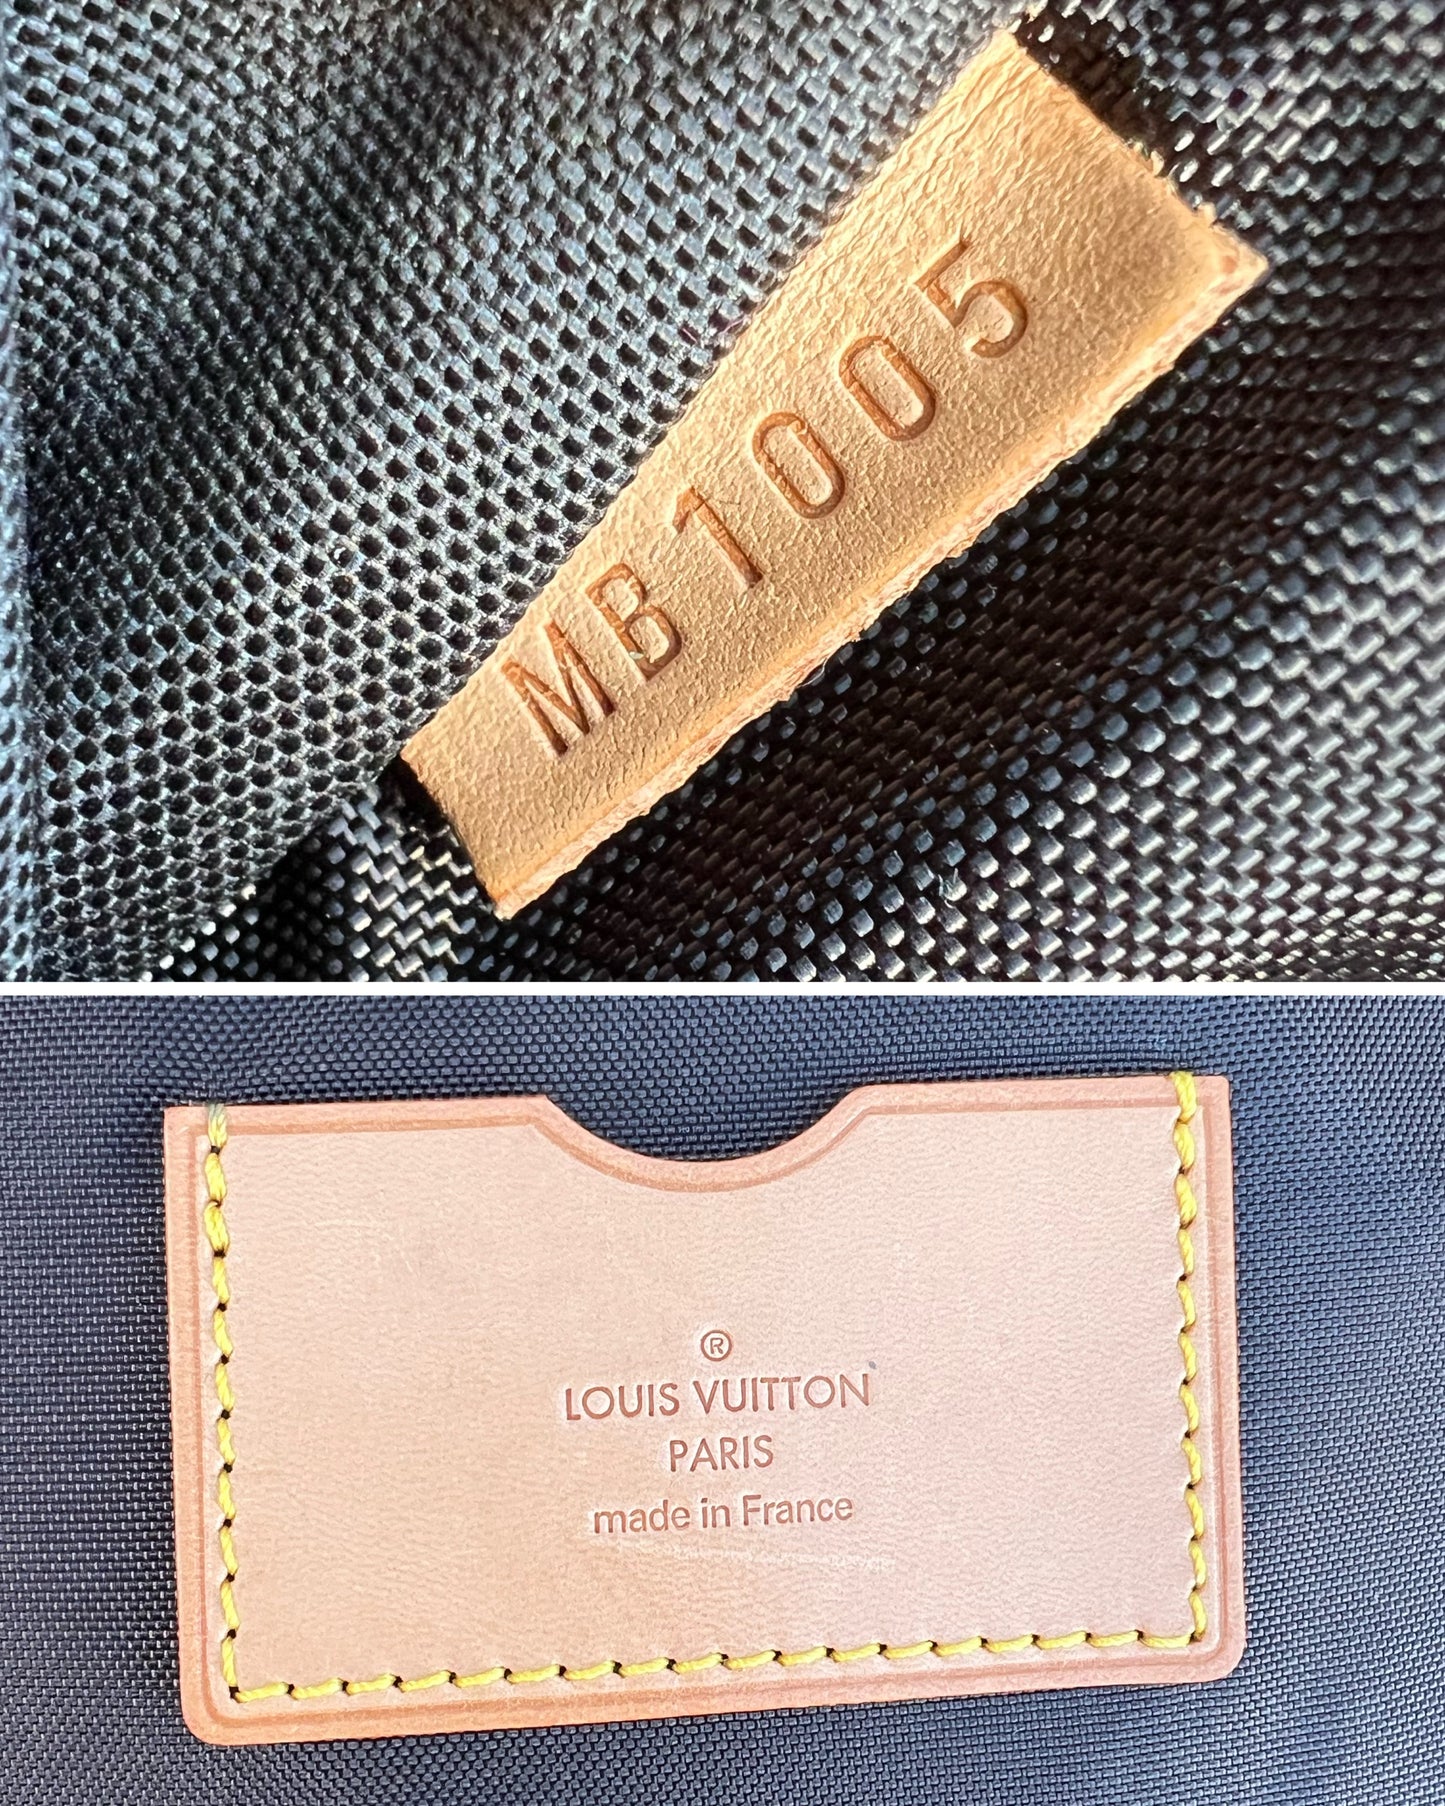 MB1005
®
LOUIS VUITTON
PARIS
made in France